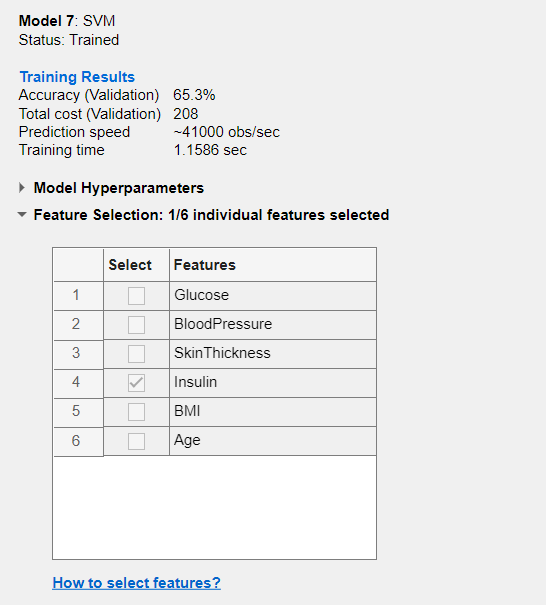 Model 7: SVM
Status: Trained
Training Results
Accuracy (Validation) 65.3%
Total cost (Validation) 208
Prediction speed ~41000 obs/sec
Training time 1.1586 sec
Model Hyperparameters
Feature Selection: 1/6 individual features selected
Select Features
1 Glucose
2 BloodPressure
3 SkinThickness
4 Insulin
5 BMI
6 Age
How to select features?